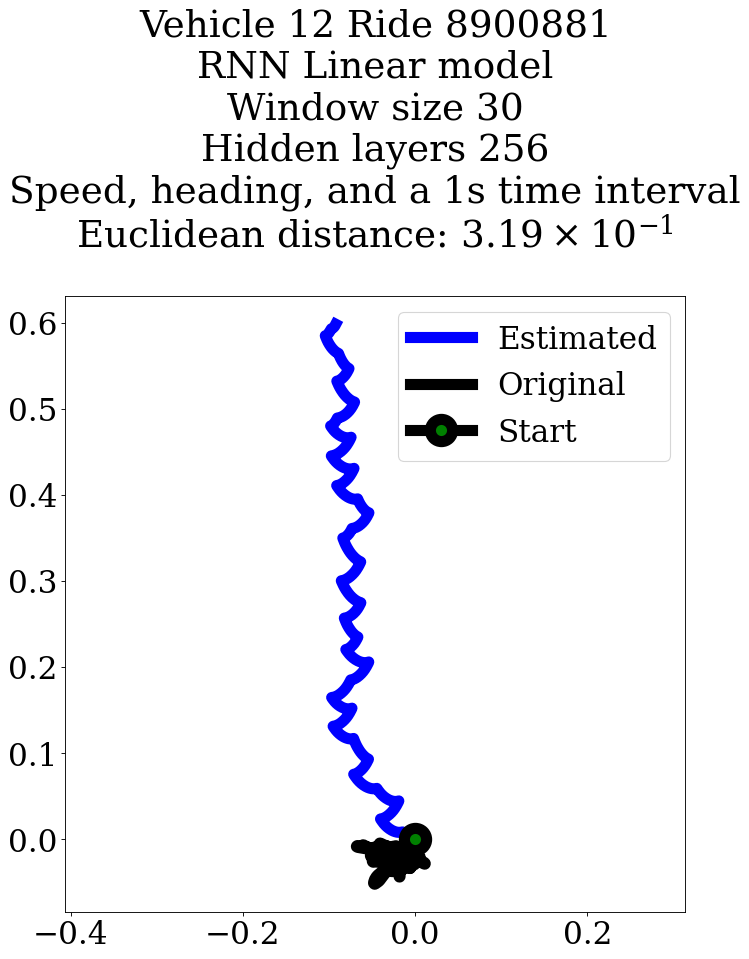 Vehicle 12 Ride 8900881
RNN Linear model
Window size 30
Hidden layers 256
Speed, heading, and a 1s time interval
Euclidean distance: 3.19 × 10⁻¹
Estimated
Original
Start
0.6
0.5
0.4
0.3
0.2
0.1
0.0
−0.4
−0.2
0.0
0.2